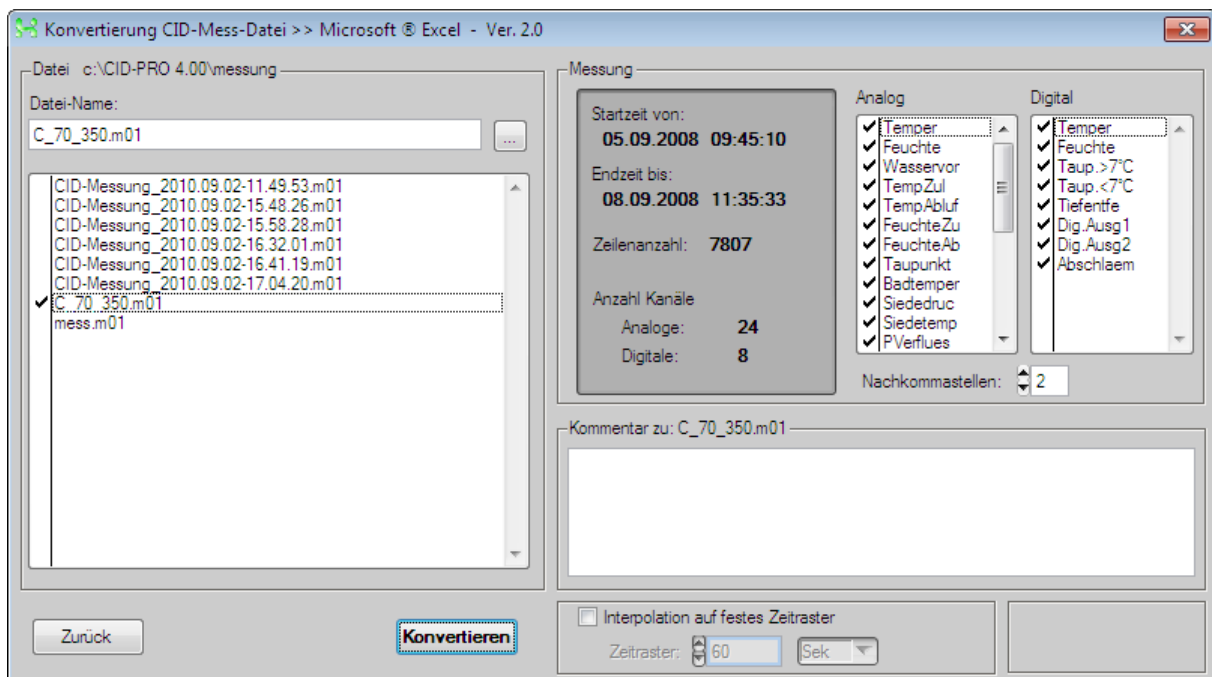 Konvertierung CID-Mess-Datei >> Microsoft ® Excel - Ver. 2.0
Datei c:\CID-PRO 4.00\messung
Datei-Name:
C_70_350.m01
...
CID-Messung_2010.09.02-11.49.53.m01
CID-Messung_2010.09.02-15.48.26.m01
CID-Messung_2010.09.02-15.58.28.m01
CID-Messung_2010.09.02-16.32.01.m01
CID-Messung_2010.09.02-16.41.19.m01
CID-Messung_2010.09.02-17.04.20.m01
C_70_350.m01
mess.m01
Zurück
Konvertieren
Messung
Startzeit von:
05.09.2008 09:45:10
Endzeit bis:
08.09.2008 11:35:33
Zeilenanzahl: 7807
Anzahl Kanäle
Analoge: 24
Digitale: 8
Analog
Temper
Feuchte
Wasservor
TempZul
TempAbluf
FeuchteZu
FeuchteAb
Taupunkt
Badtemper
Siededruc
Siedetemp
PVerflues
Digital
Temper
Feuchte
Taup.>7°C
Taup.<7°C
Tiefentfe
Dig.Ausg1
Dig.Ausg2
Abschlaem
Nachkommastellen: 2
Kommentar zu: C_70_350.m01
Interpolation auf festes Zeitraster
Zeitraster: 60 Sek